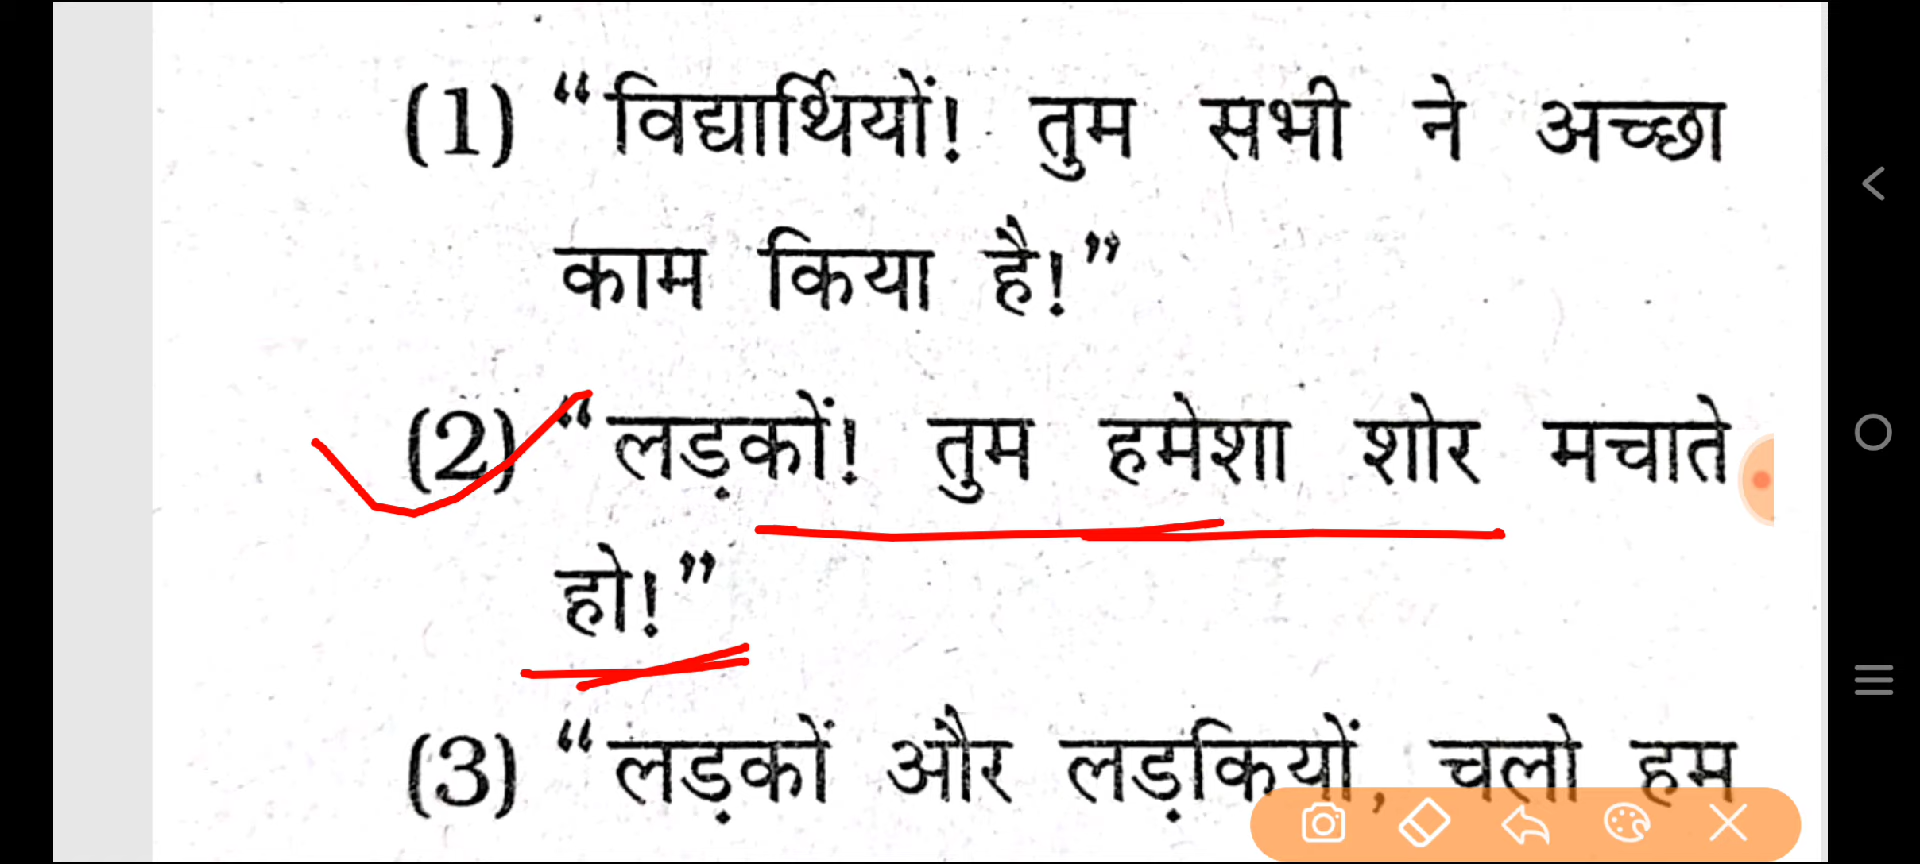 (1) “विद्यार्थियों! तुम सभी ने अच्छा
काम किया है!”
(2) “लड़कों! तुम हमेशा शोर मचाते
हो!”
(3) “लड़कों और लड़कियों, चलो हम